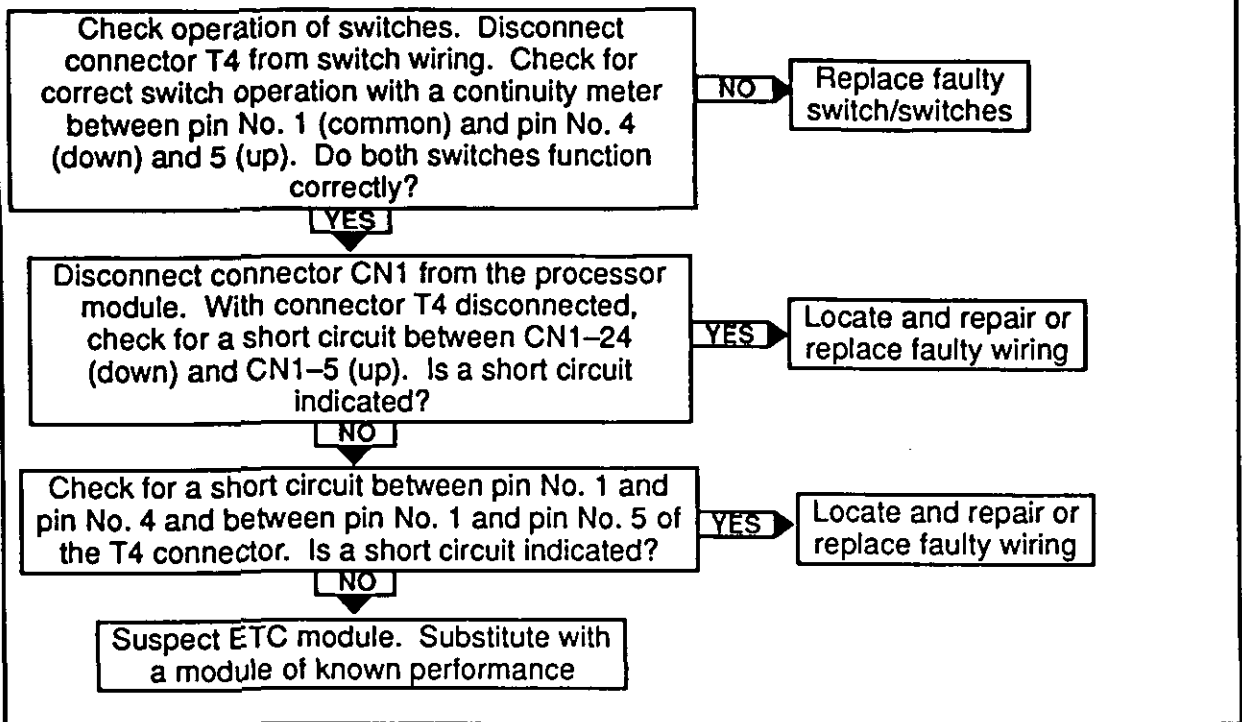 Check operation of switches. Disconnect
connector T4 from switch wiring. Check for
correct switch operation with a continuity meter
between pin No. 1 (common) and pin No. 4
(down) and 5 (up). Do both switches function
correctly?
NO
Replace faulty
switch/switches
YES
Disconnect connector CN1 from the processor
module. With connector T4 disconnected,
check for a short circuit between CN1–24
(down) and CN1–5 (up). Is a short circuit
indicated?
YES
Locate and repair or
replace faulty wiring
NO
Check for a short circuit between pin No. 1 and
pin No. 4 and between pin No. 1 and pin No. 5 of
the T4 connector. Is a short circuit indicated?
YES
Locate and repair or
replace faulty wiring
NO
Suspect ETC module. Substitute with
a module of known performance